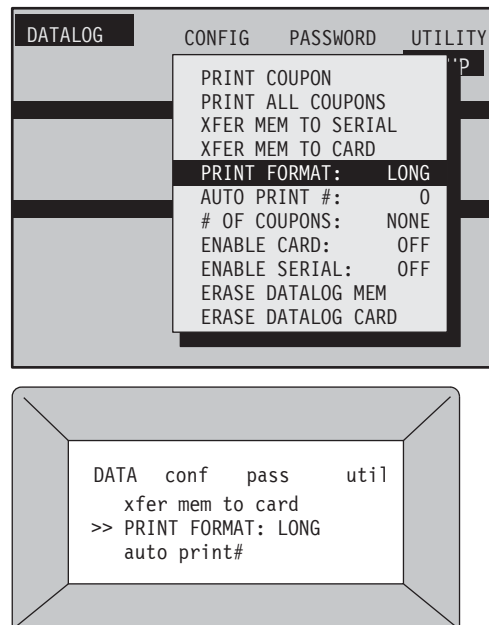 DATALOG CONFIG PASSWORD UTILITY
PRINT COUPON
PRINT ALL COUPONS
XFER MEM TO SERIAL
XFER MEM TO CARD
PRINT FORMAT: LONG
AUTO PRINT #: 0
# OF COUPONS: NONE
ENABLE CARD: OFF
ENABLE SERIAL: OFF
ERASE DATALOG MEM
ERASE DATALOG CARD
DATA conf pass util
xfer mem to card
>> PRINT FORMAT: LONG
auto print#